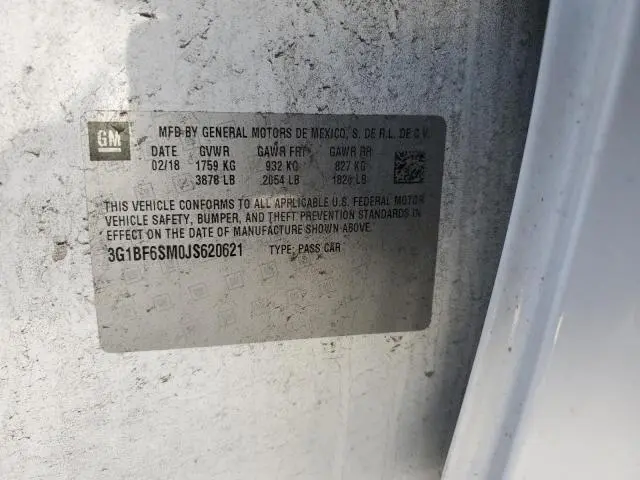 GM
MFD BY GENERAL MOTORS DE MEXICO, S. DE R.L. DE C.V.
DATE GVWR GAWR FRT GAWR RR
02/18 1759 KG 932 KG 827 KG
3878 LB 2054 LB 1824 LB
THIS VEHICLE CONFORMS TO ALL APPLICABLE U.S. FEDERAL MOTOR
VEHICLE SAFETY, BUMPER, AND THEFT PREVENTION STANDARDS IN
EFFECT ON THE DATE OF MANUFACTURE SHOWN ABOVE.
3G1BF6SM0JS620621 TYPE: PASS CAR